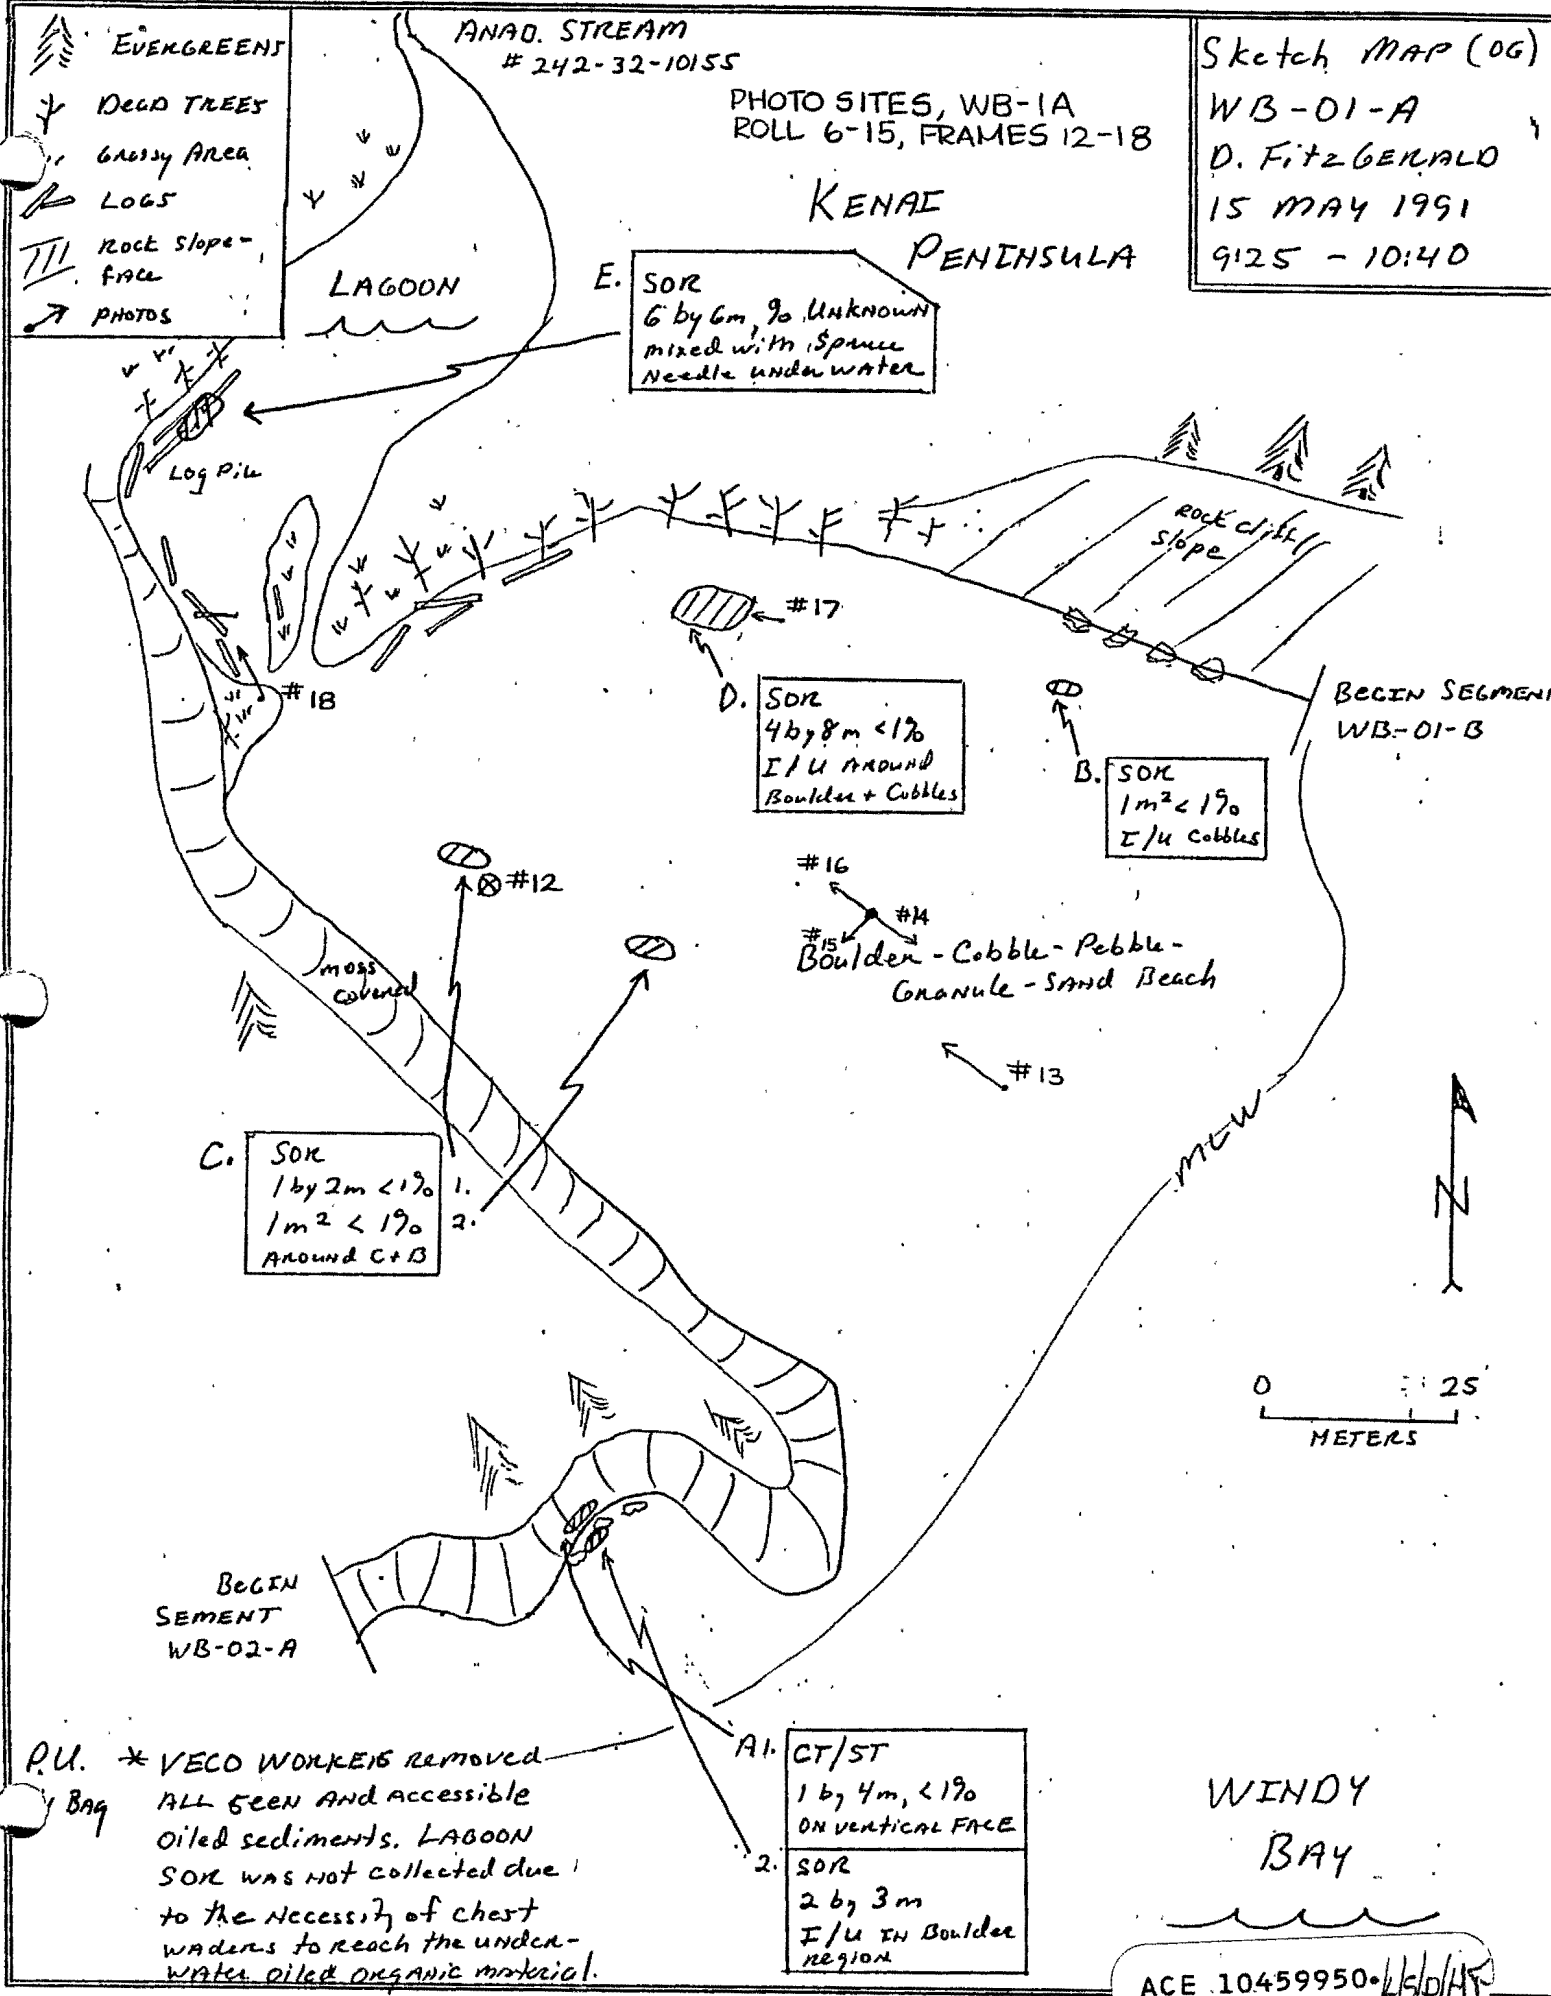 EVERGREENS
DEAD TREES
Grassy Area
LOGS
Rock Slope-
FACE
PHOTOS
ANAD. STREAM
# 242-32-10155
PHOTO SITES, WB-1A
ROLL 6-15, FRAMES 12-18
KENAI
PENINSULA
Sketch MAP (OG)
WB-01-A
D. FitzGERALD
15 MAY 1991
9:25 - 10:40
LAGOON
E.
SOR
6 by 6m, % UNKNOWN
mixed with Spruce
Needle under water
Log Pile
Rock cliff
slope
#17
#18
D.
SOR
4 by 8m <1%
I/U AROUND
Boulder + Cobbles
BEGIN SEGMENT
WB-01-B
B.
SOR
1m² < 1%
I/U Cobbles
#12
#16
#14
#15
Boulder - Cobble - Pebble -
Granule - SAND Beach
moss
covered
#13
MLW
N
C.
SOR
1 by 2m <1% 1.
1m² < 1% 2.
AROUND C+B
0 25
METERS
BEGIN
SEMENT
WB-02-A
A1.
CT/ST
1 by 4m, <1%
ON VERTICAL FACE
2.
SOR
2 by 3m
I/U IN Boulder
region
P.U. * VECO WORKERS removed
Bag ALL SEEN AND Accessible
oiled sediments. LAGOON
SOR WAS NOT collected due
to the necessity of chest
waders to reach the under-
water oiled organic material.
WINDY
BAY
ACE 10459950